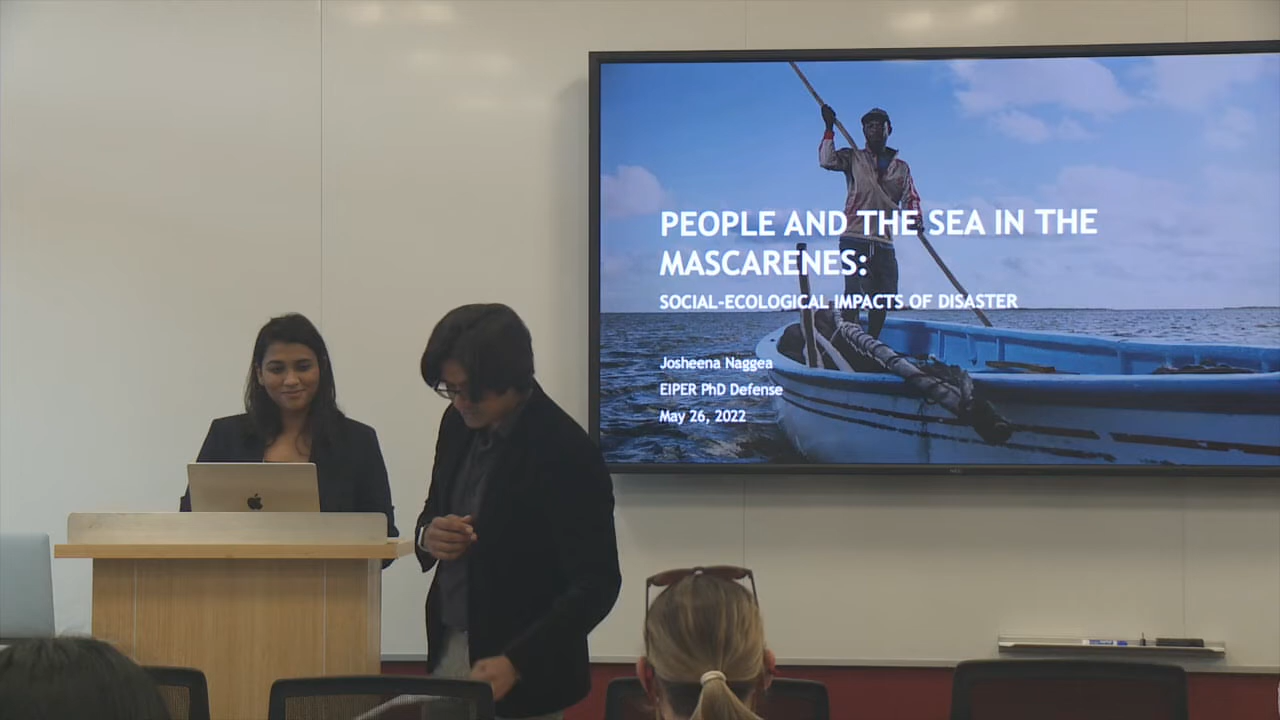 PEOPLE AND THE SEA IN THE
MASCARENES:
SOCIAL-ECOLOGICAL IMPACTS OF DISASTER
Josheena Naggea
EIPER PhD Defense
May 26, 2022
NEC